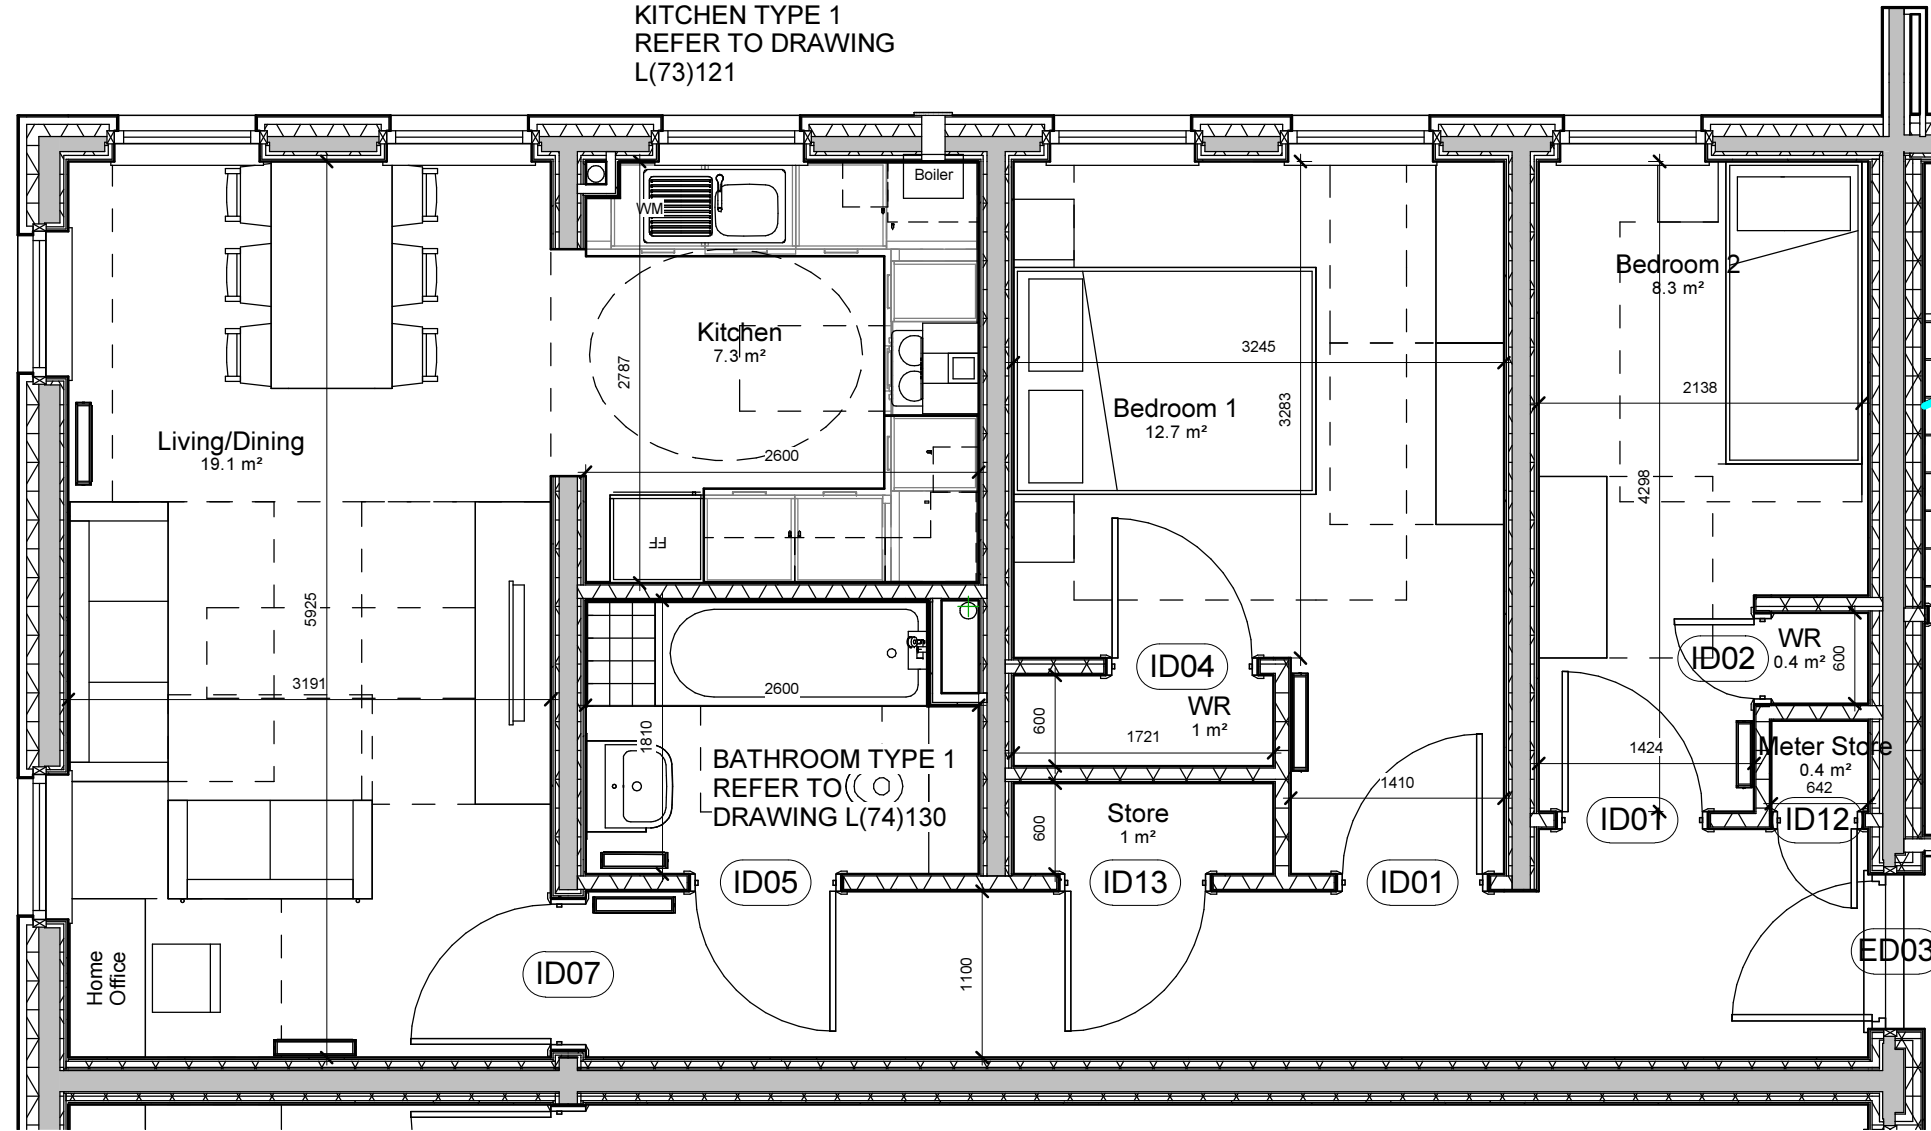 KITCHEN TYPE 1
REFER TO DRAWING
L(73)121
Boiler
WM
Bedroom 2
8.3 m²
Kitchen
7.3 m²
2787
3245
2138
3283
Bedroom 1
12.7 m²
Living/Dining
19.1 m²
2600
4298
FF
5925
3191
2600
1810
ID04
WR
1 m²
600
1721
ID02
WR
0.4 m²
600
BATHROOM TYPE 1
REFER TO
DRAWING L(74)130
1424
Meter Store
0.4 m²
642
1410
Store
1 m²
600
ID01
ID12
ID05
ID13
ID01
ID07
1100
ED03
Home
Office